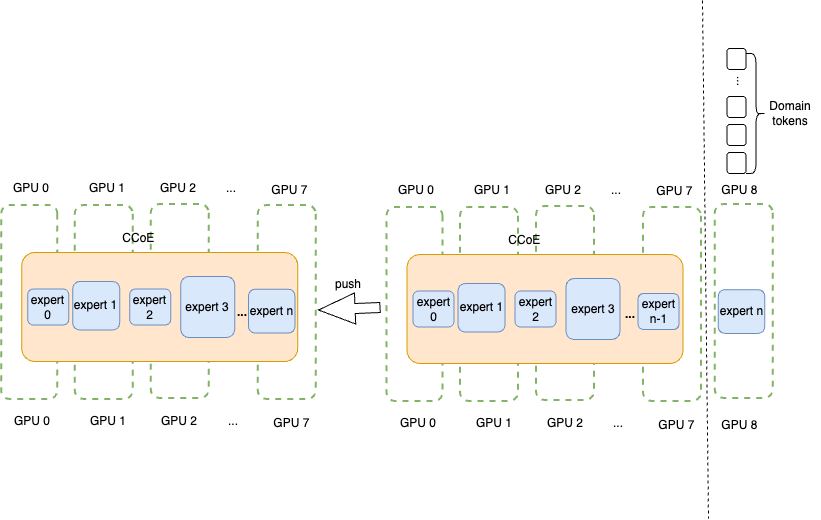 Domain
tokens
GPU 0
GPU 1
GPU 2
...
GPU 7
GPU 0
GPU 1
GPU 2
...
GPU 7
GPU 8
CCoE
CCoE
expert
0
expert 1
expert
2
expert 3
...
expert n
push
expert
0
expert 1
expert
2
expert 3
...
expert
n-1
expert n
GPU 0
GPU 1
GPU 2
...
GPU 7
GPU 0
GPU 1
GPU 2
...
GPU 7
GPU 8